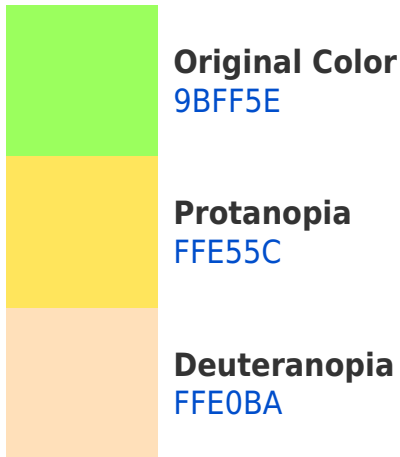 Original Color
9BFF5E
Protanopia
FFE55C
Deuteranopia
FFE0BA